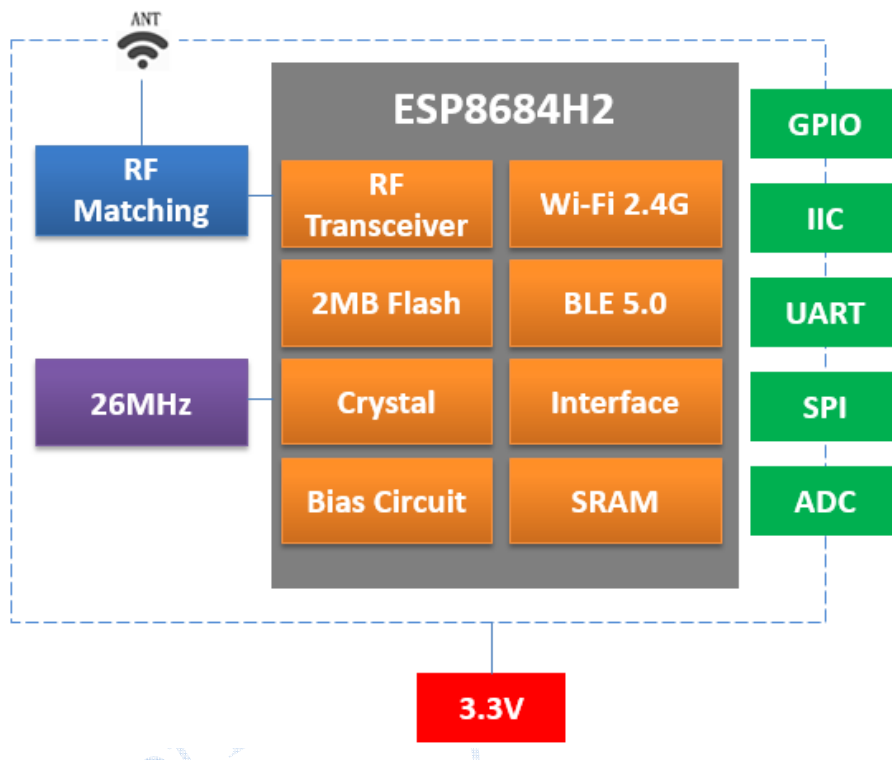 ANT
ESP8684H2
RF
Matching
RF
Transceiver
Wi-Fi 2.4G
2MB Flash
BLE 5.0
26MHz
Crystal
Interface
Bias Circuit
SRAM
GPIO
IIC
UART
SPI
ADC
3.3V